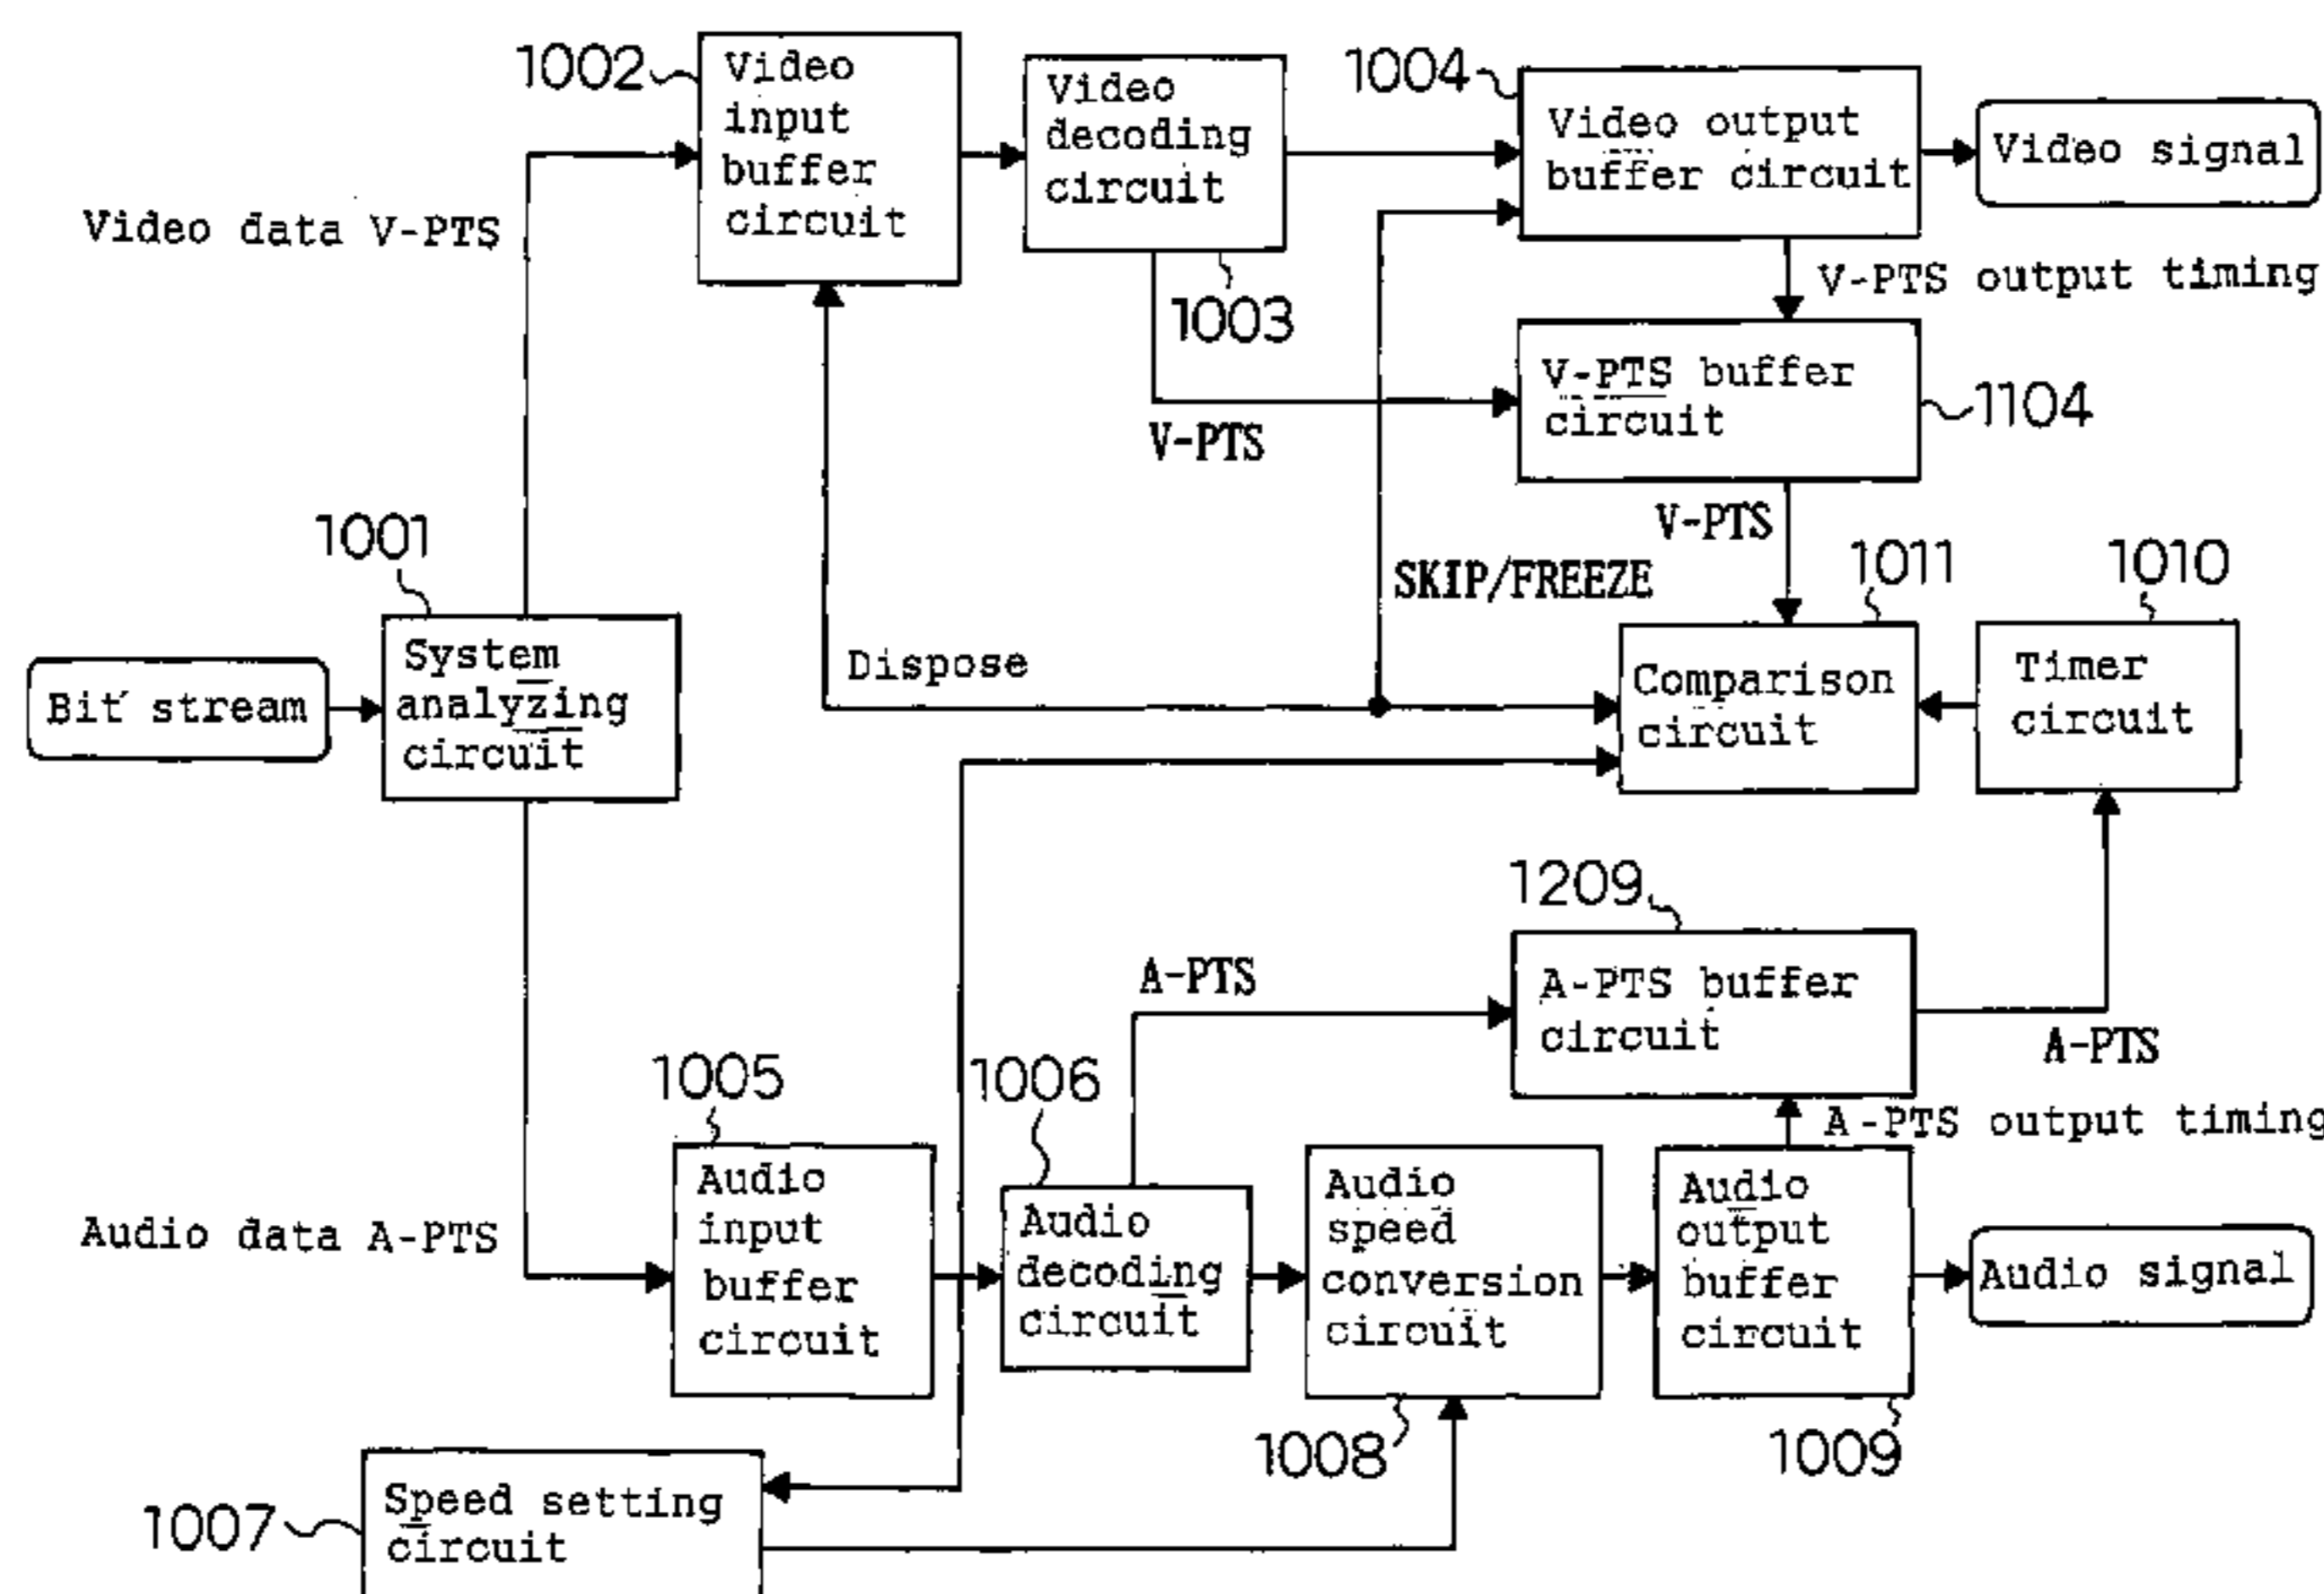 1002
Video
input
buffer
circuit
Video
decoding
circuit
1003
1004
Video output
buffer circuit
Video signal
Video data V-PTS
V-PTS output timing
V-PTS buffer
circuit
1104
V-PTS
V-PTS
1001
System
analyzing
circuit
Bit stream
Dispose
SKIP/FREEZE
1011
Comparison
circuit
1010
Timer
circuit
1209
A-PTS buffer
circuit
A-PTS
A-PTS
A-PTS output timing
1005
Audio
input
buffer
circuit
1006
Audio
decoding
circuit
Audio
speed
conversion
circuit
1008
Audio
output
buffer
circuit
1009
Audio signal
Audio data A-PTS
1007
Speed setting
circuit